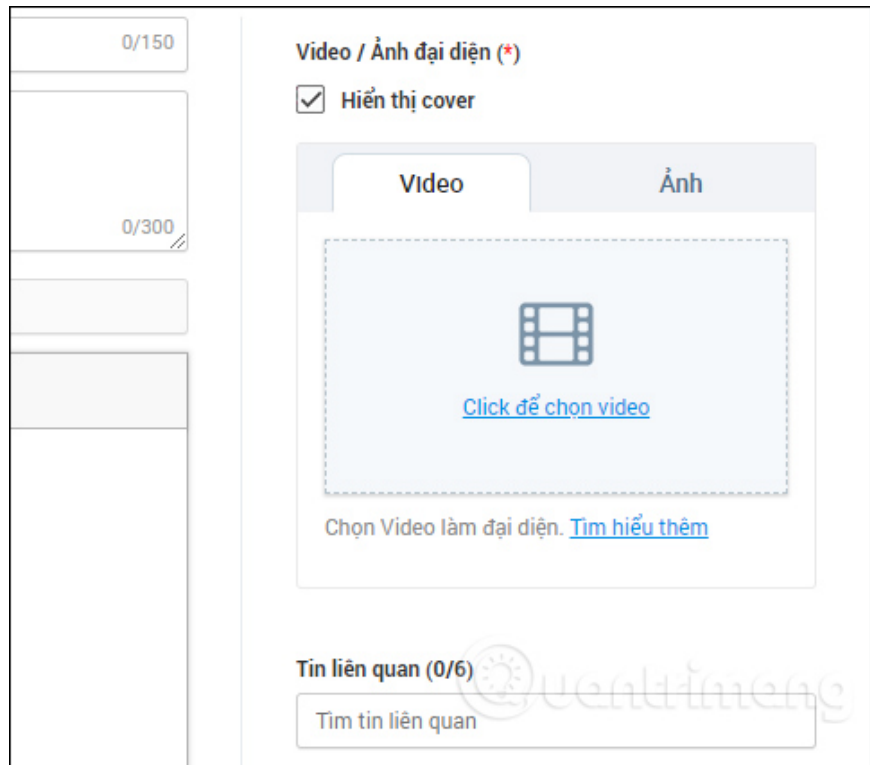 0/150
0/300
Video / Ảnh đại diện (*)
Hiển thị cover
Video
Ảnh
Click để chọn video
Chọn Video làm đại diện. Tìm hiểu thêm
Tin liên quan (0/6)
Tìm tin liên quan
Quantrimang